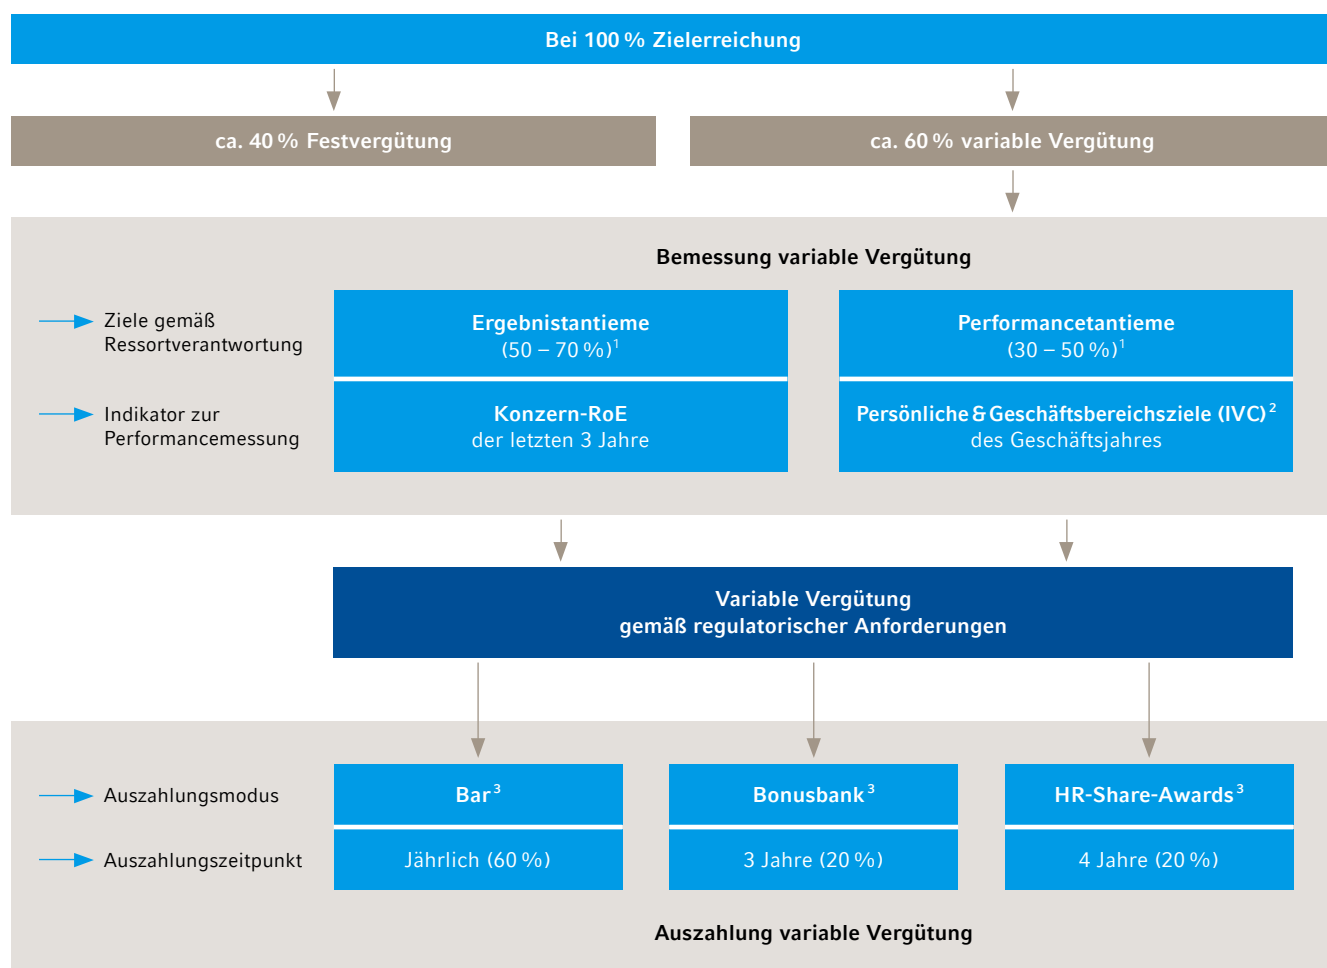 Bei 100 % Zielerreichung
ca. 40 % Festvergütung
ca. 60 % variable Vergütung
Bemessung variable Vergütung
Ziele gemäß
Ressortverantwortung
Ergebnistantieme
(50 – 70 %)¹
Performancetantieme
(30 – 50 %)¹
Indikator zur
Performancemessung
Konzern-RoE
der letzten 3 Jahre
Persönliche & Geschäftsbereichsziele (IVC)²
des Geschäftsjahres
Variable Vergütung
gemäß regulatorischer Anforderungen
Auszahlungsmodus
Bar³
Bonusbank³
HR-Share-Awards³
Auszahlungszeitpunkt
Jährlich (60 %)
3 Jahre (20 %)
4 Jahre (20 %)
Auszahlung variable Vergütung